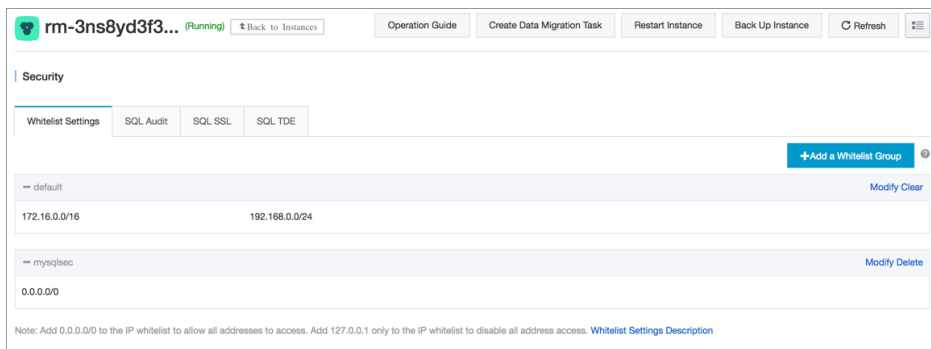 rm-3ns8yd3f3... (Running) Back to Instances Operation Guide Create Data Migration Task Restart Instance Back Up Instance Refresh
Security
Whitelist Settings SQL Audit SQL SSL SQL TDE
+Add a Whitelist Group ?
default Modify Clear
172.16.0.0/16 192.168.0.0/24
mysqlsec Modify Delete
0.0.0.0/0
Note: Add 0.0.0.0/0 to the IP whitelist to allow all addresses to access. Add 127.0.0.1 only to the IP whitelist to disable all address access. Whitelist Settings Description